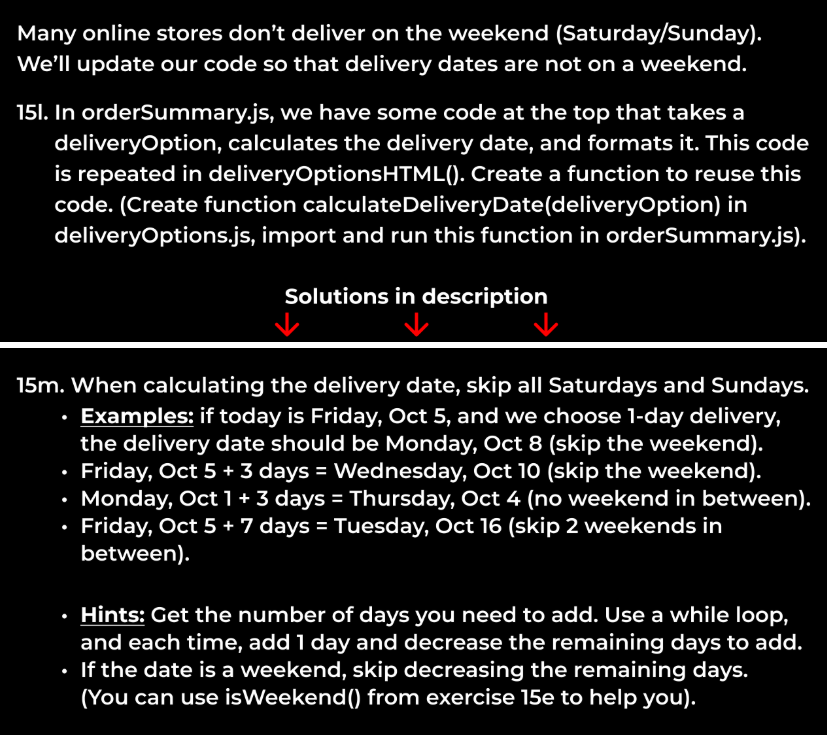 Many online stores don't deliver on the weekend (Saturday/Sunday).
We'll update our code so that delivery dates are not on a weekend.
15l. In orderSummary.js, we have some code at the top that takes a
deliveryOption, calculates the delivery date, and formats it. This code
is repeated in deliveryOptionsHTML(). Create a function to reuse this
code. (Create function calculateDeliveryDate(deliveryOption) in
deliveryOptions.js, import and run this function in orderSummary.js).
Solutions in description
15m. When calculating the delivery date, skip all Saturdays and Sundays.
• Examples: if today is Friday, Oct 5, and we choose 1-day delivery,
the delivery date should be Monday, Oct 8 (skip the weekend).
• Friday, Oct 5 + 3 days = Wednesday, Oct 10 (skip the weekend).
• Monday, Oct 1 + 3 days = Thursday, Oct 4 (no weekend in between).
• Friday, Oct 5 + 7 days = Tuesday, Oct 16 (skip 2 weekends in
between).
• Hints: Get the number of days you need to add. Use a while loop,
and each time, add 1 day and decrease the remaining days to add.
• If the date is a weekend, skip decreasing the remaining days.
(You can use isWeekend() from exercise 15e to help you).